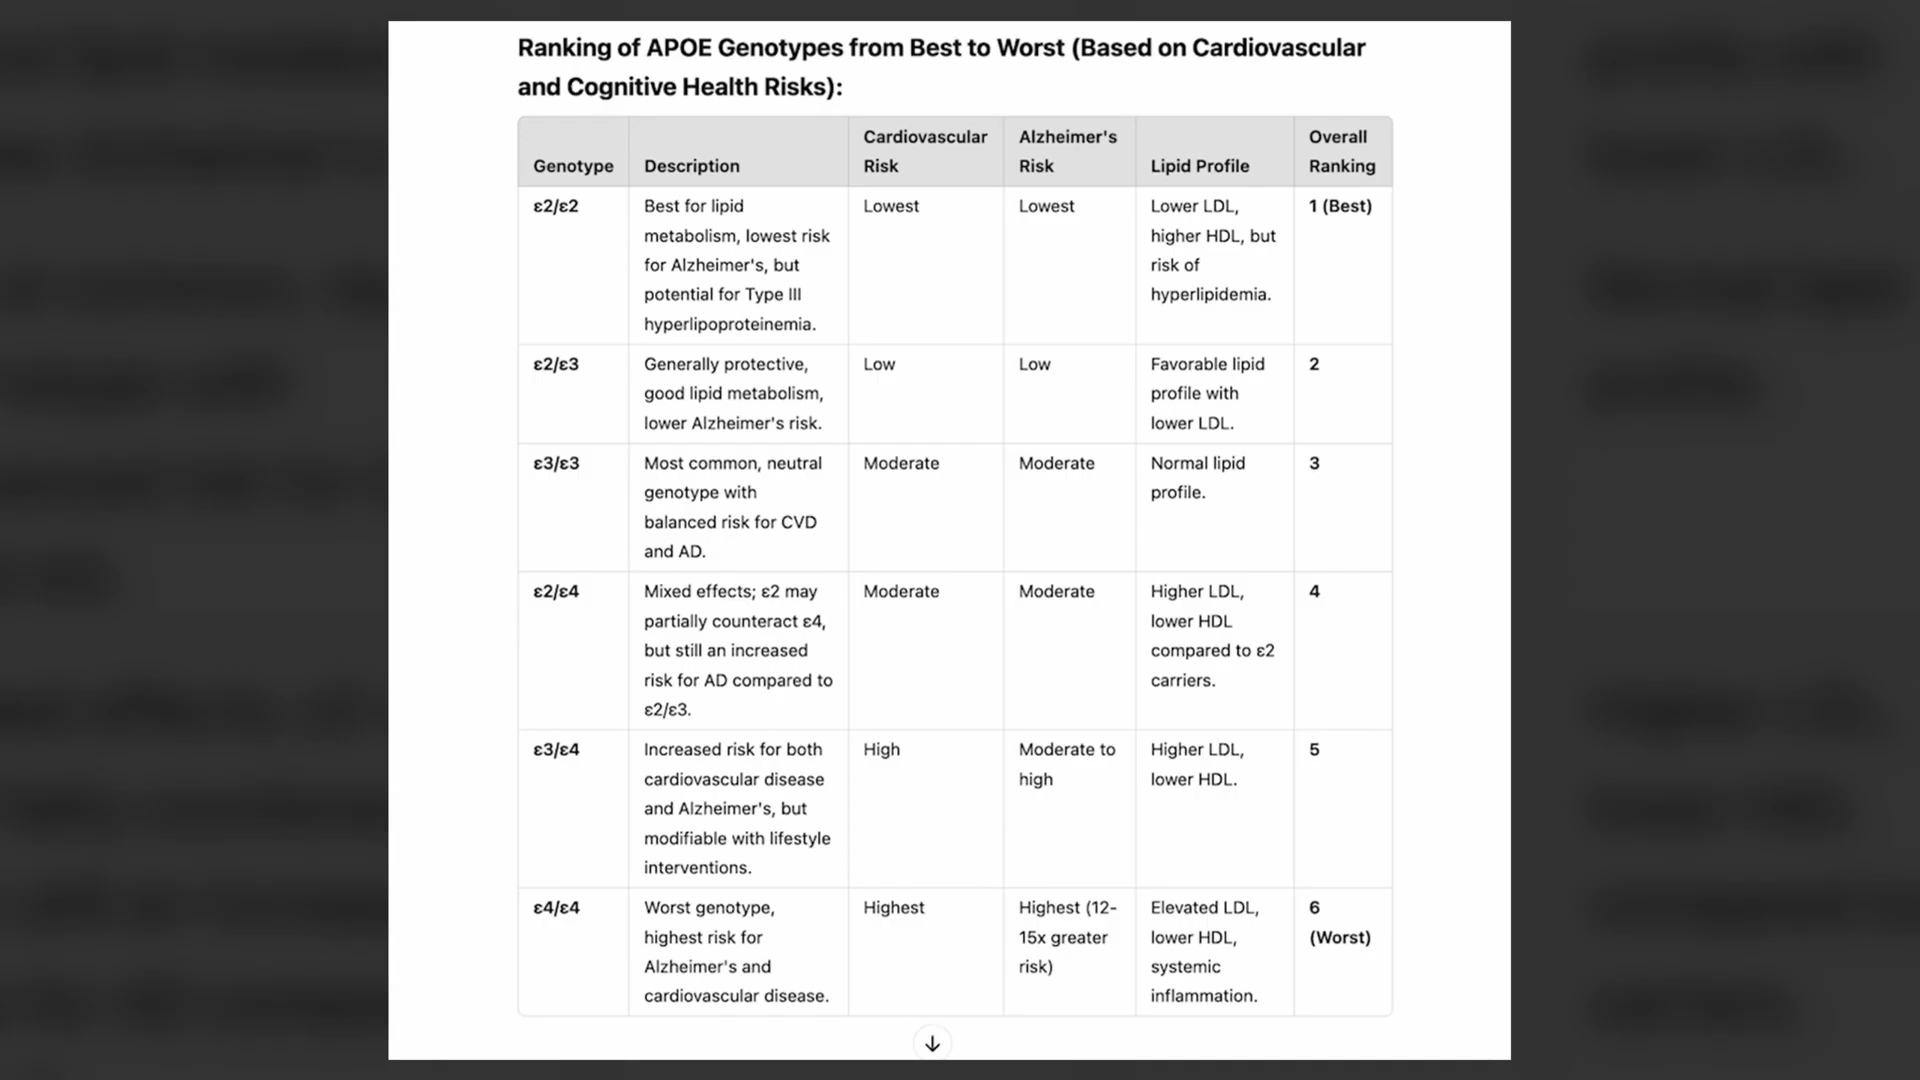 Ranking of APOE Genotypes from Best to Worst (Based on Cardiovascular
and Cognitive Health Risks):
Genotype
Description
Cardiovascular
Risk
Alzheimer's
Risk
Lipid Profile
Overall
Ranking
ε2/ε2
Best for lipid
metabolism, lowest risk
for Alzheimer's, but
potential for Type III
hyperlipoproteinemia.
Lowest
Lowest
Lower LDL,
higher HDL, but
risk of
hyperlipidemia.
1 (Best)
ε2/ε3
Generally protective,
good lipid metabolism,
lower Alzheimer's risk.
Low
Low
Favorable lipid
profile with
lower LDL.
2
ε3/ε3
Most common, neutral
genotype with
balanced risk for CVD
and AD.
Moderate
Moderate
Normal lipid
profile.
3
ε2/ε4
Mixed effects; ε2 may
partially counteract ε4,
but still an increased
risk for AD compared to
ε2/ε3.
Moderate
Moderate
Higher LDL,
lower HDL
compared to ε2
carriers.
4
ε3/ε4
Increased risk for both
cardiovascular disease
and Alzheimer's, but
modifiable with lifestyle
interventions.
High
Moderate to
high
Higher LDL,
lower HDL.
5
ε4/ε4
Worst genotype,
highest risk for
Alzheimer's and
cardiovascular disease.
Highest
Highest (12-
15x greater
risk)
Elevated LDL,
lower HDL,
systemic
inflammation.
6
(Worst)